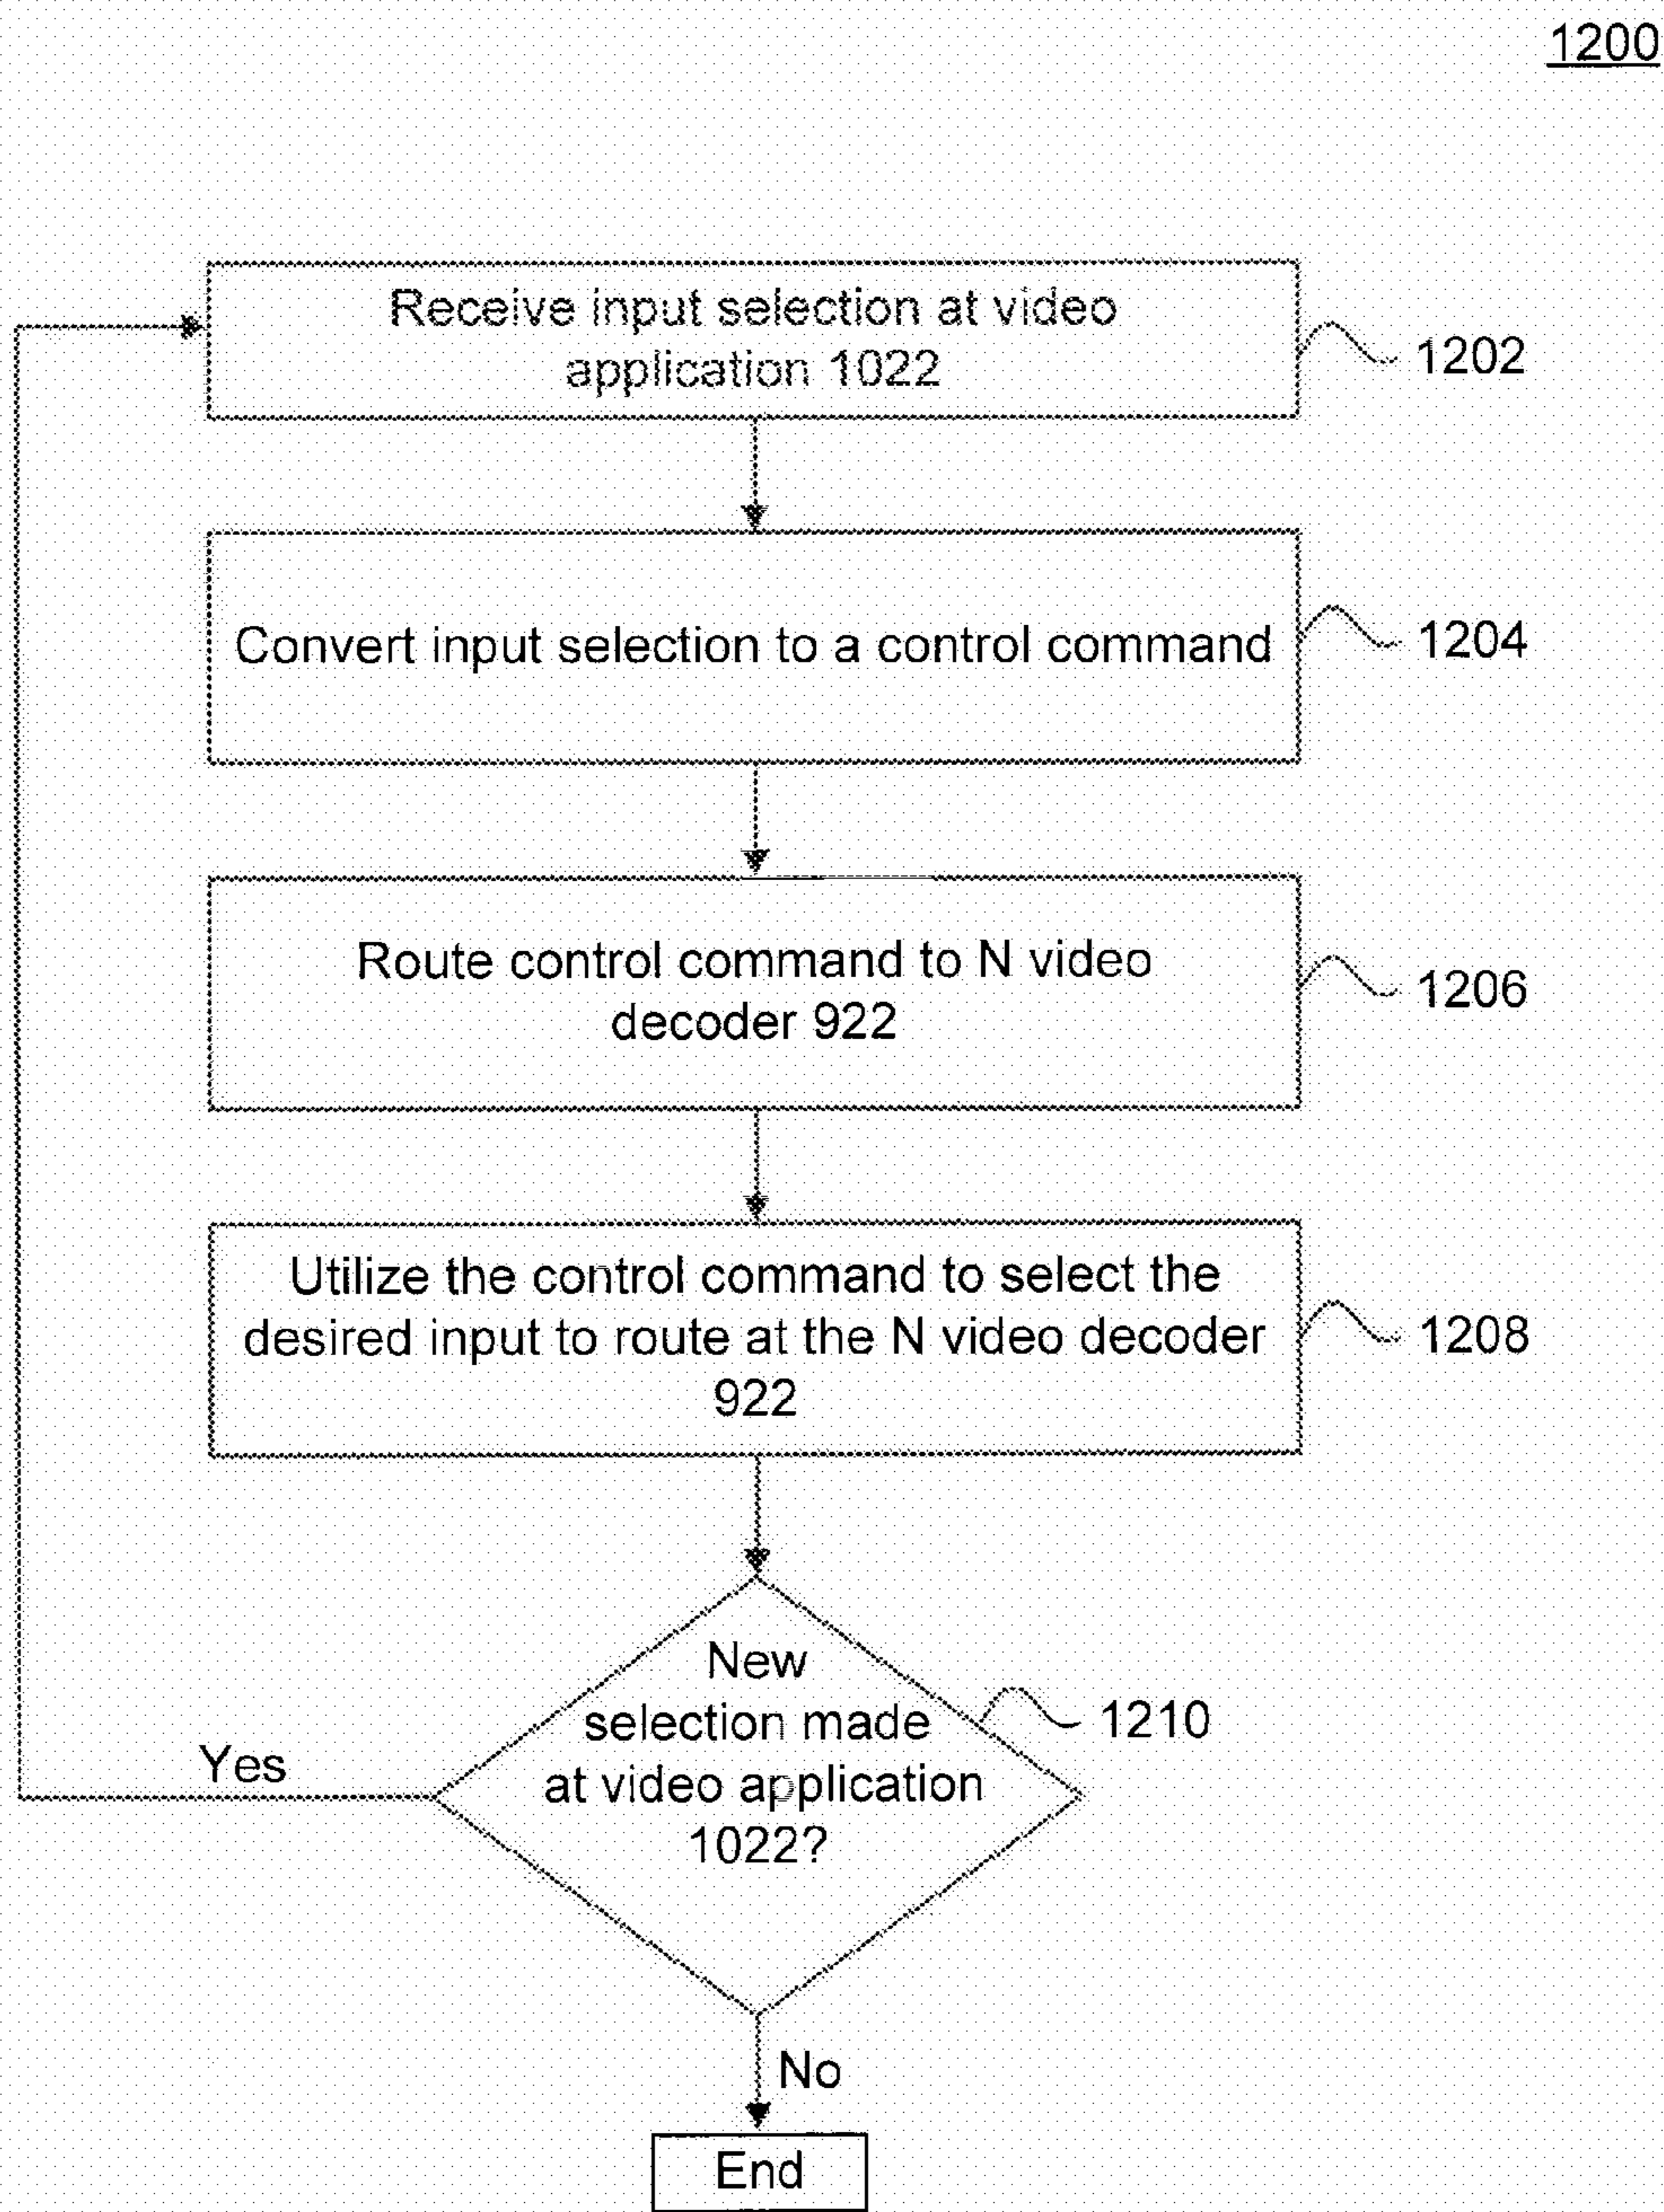 1200
Receive input selection at video
application 1022
1202
Convert input selection to a control command
1204
Route control command to N video
decoder 922
1206
Utilize the control command to select the
desired input to route at the N video decoder
922
1208
New
selection made
at video application
1022?
1210
Yes
No
End